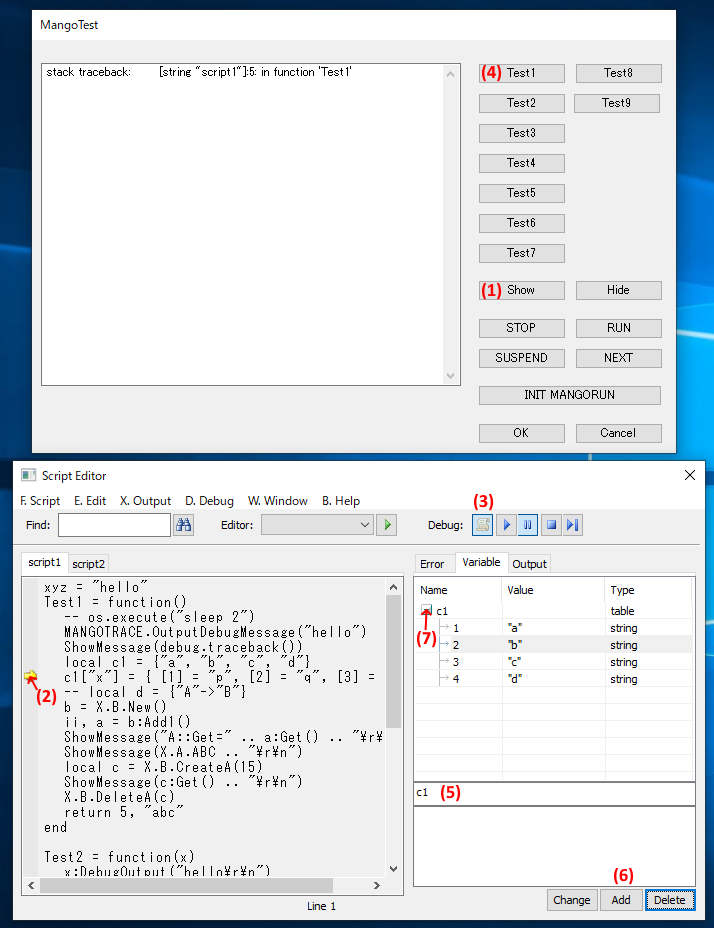 MangoTest
stack traceback:    [string "script1"]:5: in function 'Test1'
(4) Test1 Test8
Test2 Test9
Test3
Test4
Test5
Test6
Test7
(1) Show Hide
STOP RUN
SUSPEND NEXT
INIT MANGORUN
OK Cancel
Script Editor
F. Script E. Edit X. Output D. Debug W. Window B. Help
(3)
Find: Editor: Debug:
script1 script2
xyz = "hello"
Test1 = function()
-- os.execute("sleep 2")
MANGOTRACE.OutputDebugMessage("hello")
ShowMessage(debug.traceback())
local c1 = {"a", "b", "c", "d"}
c1["x"] = { [1] = "p", [2] = "q", [3] =
(2)
-- local d = {"A"->"B"}
b = X.B.New()
ii, a = b:Add1()
ShowMessage("A::Get=" .. a:Get() .. "¥r¥
ShowMessage(X.A.ABC .. "¥r¥n")
local c = X.B.CreateA(15)
ShowMessage(c:Get() .. "¥r¥n")
X.B.DeleteA(c)
return 5, "abc"
end
Test2 = function(x)
x:DebugOutput("hello¥r¥n")
Line 1
Error Variable Output
Name Value Type
c1 table
1 "a" string
(7)
2 "b" string
3 "c" string
4 "d" string
c1 (5)
(6)
Change Add Delete